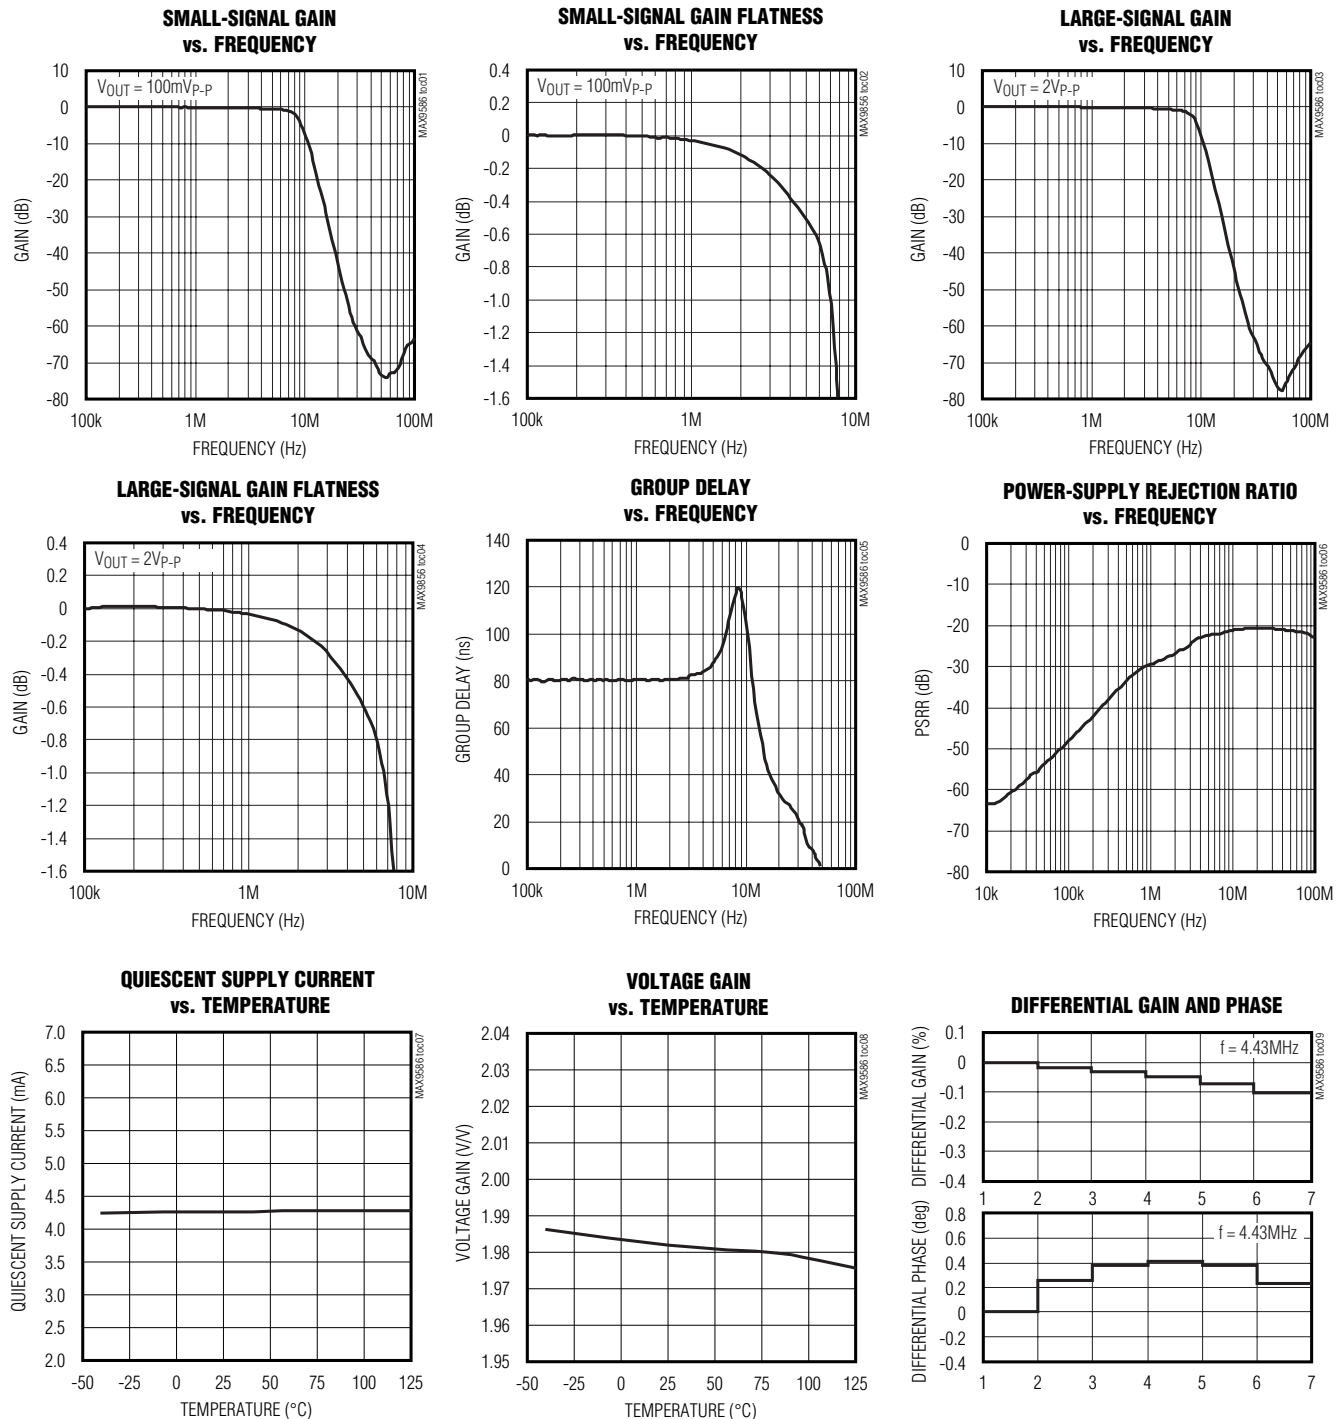 SMALL-SIGNAL GAIN
vs. FREQUENCY
VOUT = 100mVP-P
MAX9586 toc01
10
0
-10
-20
-30
-40
-50
-60
-70
-80
GAIN (dB)
100k 1M 10M 100M
FREQUENCY (Hz)
SMALL-SIGNAL GAIN FLATNESS
vs. FREQUENCY
VOUT = 100mVP-P
MAX9856 toc02
0.4
0.2
0
-0.2
-0.4
-0.6
-0.8
-1.0
-1.2
-1.4
-1.6
GAIN (dB)
100k 1M 10M
FREQUENCY (Hz)
LARGE-SIGNAL GAIN
vs. FREQUENCY
VOUT = 2VP-P
MAX9586 toc03
10
0
-10
-20
-30
-40
-50
-60
-70
-80
GAIN (dB)
100k 1M 10M 100M
FREQUENCY (Hz)
LARGE-SIGNAL GAIN FLATNESS
vs. FREQUENCY
VOUT = 2VP-P
MAX9856 toc04
0.4
0.2
0
-0.2
-0.4
-0.6
-0.8
-1.0
-1.2
-1.4
-1.6
GAIN (dB)
100k 1M 10M
FREQUENCY (Hz)
GROUP DELAY
vs. FREQUENCY
MAX9586 toc05
140
120
100
80
60
40
20
0
GROUP DELAY (ns)
100k 1M 10M 100M
FREQUENCY (Hz)
POWER-SUPPLY REJECTION RATIO
vs. FREQUENCY
MAX9586 toc06
0
-10
-20
-30
-40
-50
-60
-70
-80
PSRR (dB)
10k 100k 1M 10M 100M
FREQUENCY (Hz)
QUIESCENT SUPPLY CURRENT
vs. TEMPERATURE
MAX9586 toc07
7.0
6.5
6.0
5.5
5.0
4.5
4.0
3.5
3.0
2.5
2.0
QUIESCENT SUPPLY CURRENT (mA)
-50 -25 0 25 50 75 100 125
TEMPERATURE (°C)
VOLTAGE GAIN
vs. TEMPERATURE
MAX9586 toc08
2.04
2.03
2.02
2.01
2.00
1.99
1.98
1.97
1.96
1.95
VOLTAGE GAIN (V/V)
-50 -25 0 25 50 75 100 125
TEMPERATURE (°C)
DIFFERENTIAL GAIN AND PHASE
MAX9586 toc09
f = 4.43MHz
0.1
0
-0.1
-0.2
-0.3
-0.4
DIFFERENTIAL GAIN (%)
1 2 3 4 5 6 7
f = 4.43MHz
0.8
0.6
0.4
0.2
0
-0.2
-0.4
DIFFERENTIAL PHASE (deg)
1 2 3 4 5 6 7